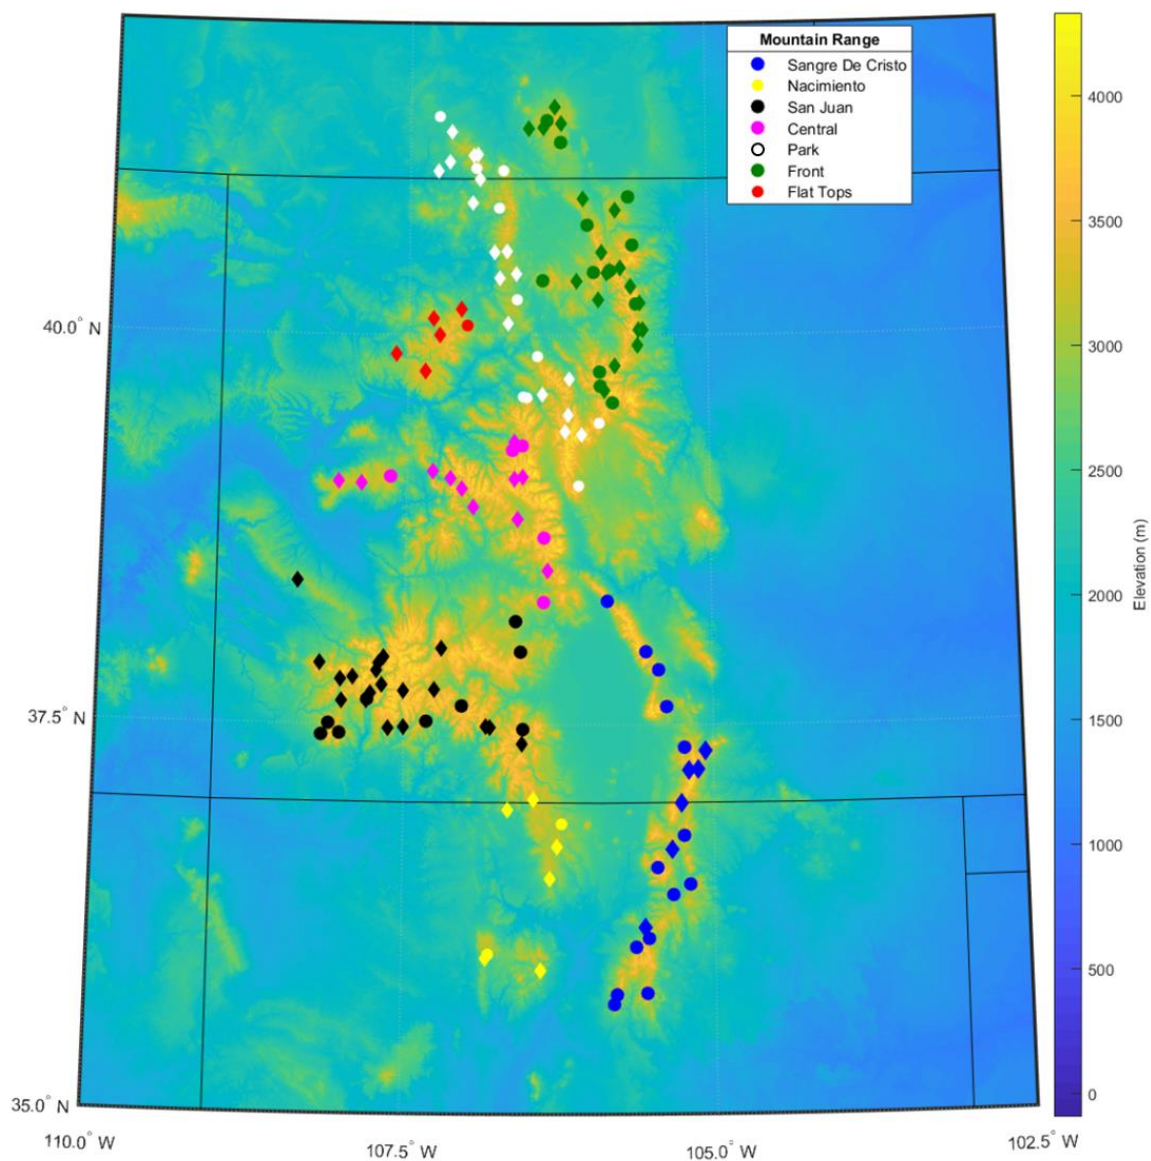 Mountain Range
Sangre De Cristo
Nacimiento
San Juan
Central
Park
Front
Flat Tops
4000
3500
3000
2500
2000
1500
1000
500
0
Elevation (m)
40.0° N
37.5° N
35.0° N
110.0° W
107.5° W
105.0° W
102.5° W